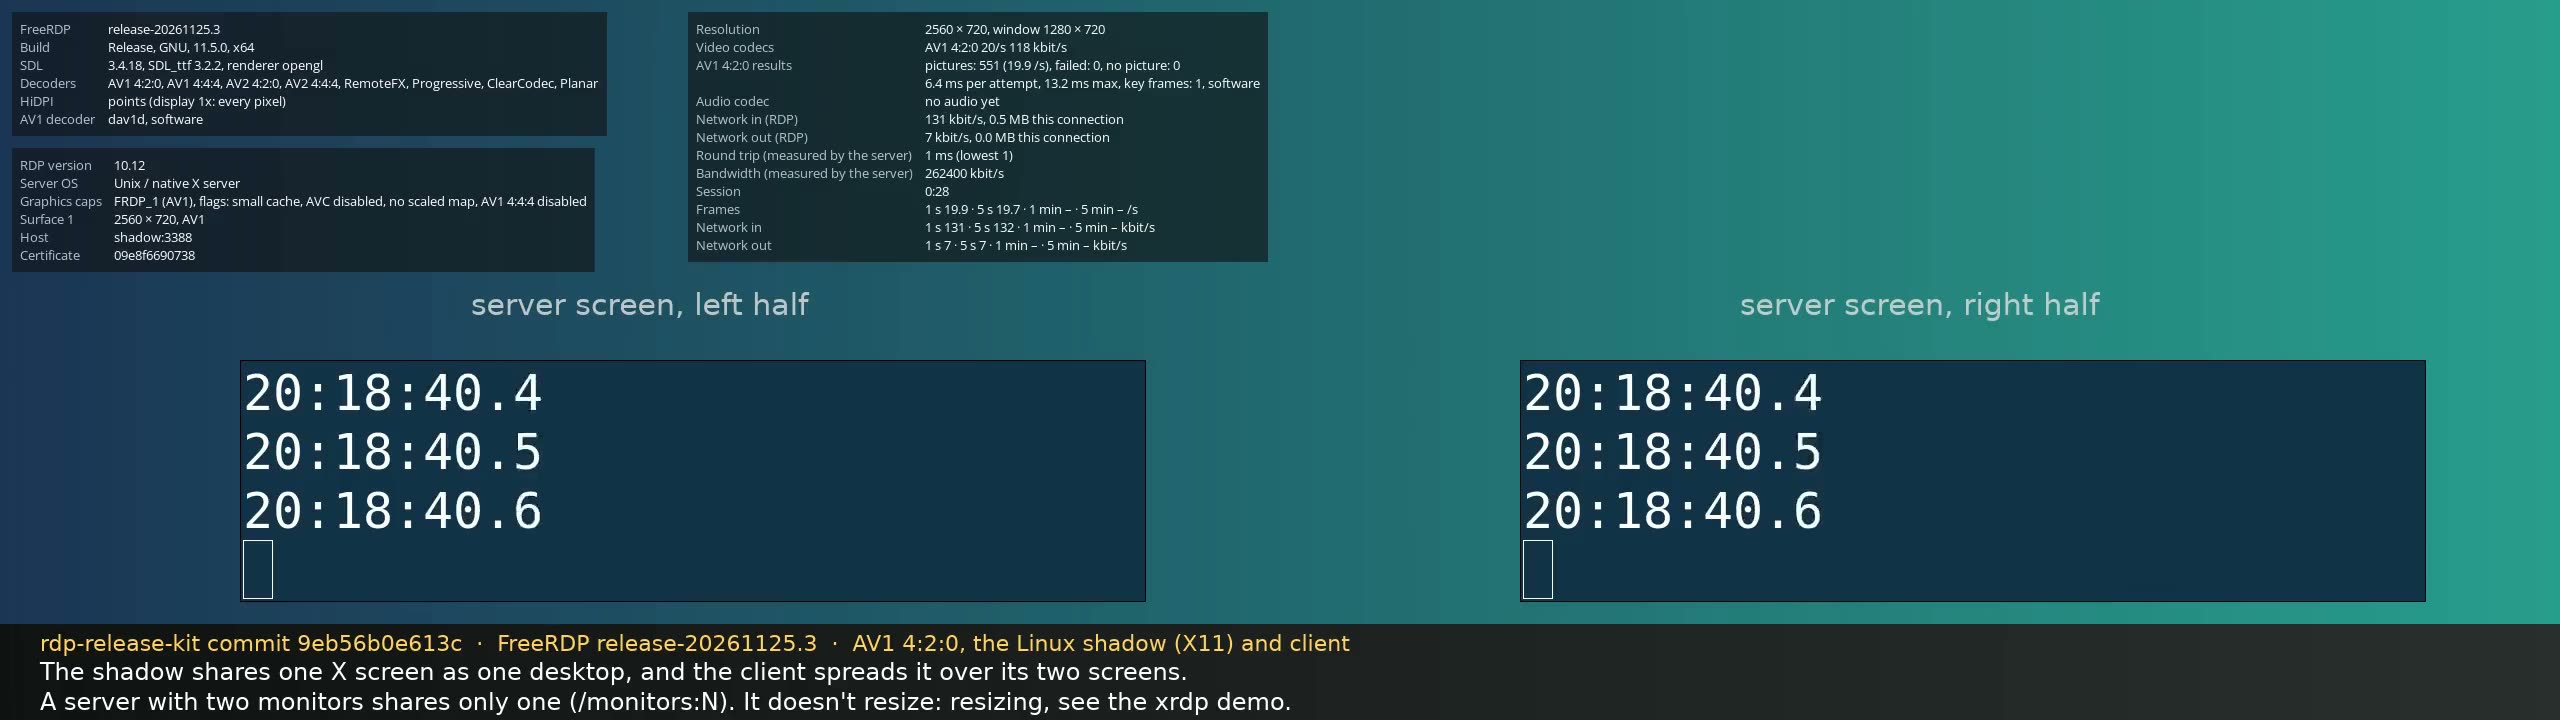 FreeRDP release-20261125.3
Build Release, GNU, 11.5.0, x64
SDL 3.4.18, SDL_ttf 3.2.2, renderer opengl
Decoders AV1 4:2:0, AV1 4:4:4, AV2 4:2:0, AV2 4:4:4, RemoteFX, Progressive, ClearCodec, Planar
HiDPI points (display 1x: every pixel)
AV1 decoder dav1d, software
RDP version 10.12
Server OS Unix / native X server
Graphics caps FRDP_1 (AV1), flags: small cache, AVC disabled, no scaled map, AV1 4:4:4 disabled
Surface 1 2560 × 720, AV1
Host shadow:3388
Certificate 09e8f6690738
Resolution 2560 × 720, window 1280 × 720
Video codecs AV1 4:2:0 20/s 118 kbit/s
AV1 4:2:0 results pictures: 551 (19.9 /s), failed: 0, no picture: 0
6.4 ms per attempt, 13.2 ms max, key frames: 1, software
Audio codec no audio yet
Network in (RDP) 131 kbit/s, 0.5 MB this connection
Network out (RDP) 7 kbit/s, 0.0 MB this connection
Round trip (measured by the server) 1 ms (lowest 1)
Bandwidth (measured by the server) 262400 kbit/s
Session 0:28
Frames 1 s 19.9 · 5 s 19.7 · 1 min – · 5 min – /s
Network in 1 s 131 · 5 s 132 · 1 min – · 5 min – kbit/s
Network out 1 s 7 · 5 s 7 · 1 min – · 5 min – kbit/s
server screen, left half
20:18:40.4
20:18:40.5
20:18:40.6
server screen, right half
20:18:40.4
20:18:40.5
20:18:40.6
rdp-release-kit commit 9eb56b0e613c · FreeRDP release-20261125.3 · AV1 4:2:0, the Linux shadow (X11) and client
The shadow shares one X screen as one desktop, and the client spreads it over its two screens.
A server with two monitors shares only one (/monitors:N). It doesn't resize: resizing, see the xrdp demo.